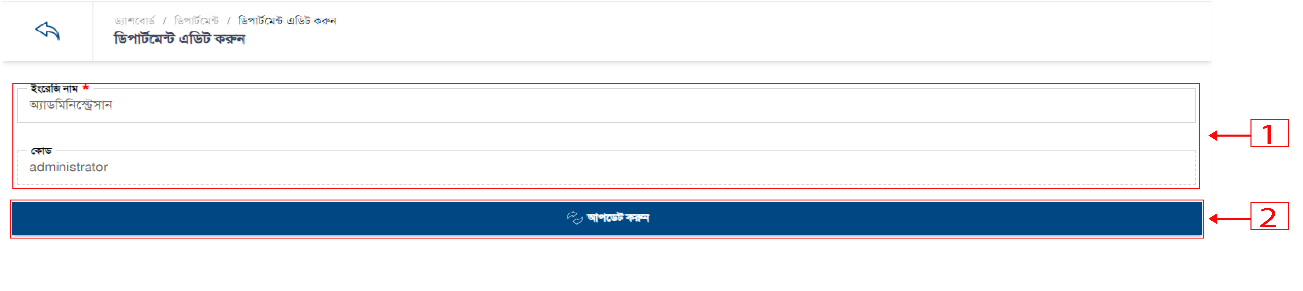 ড্যাশবোর্ড / ডিপার্টমেন্ট / ডিপার্টমেন্ট এডিট করুন
ডিপার্টমেন্ট এডিট করুন
ইংরেজি নাম *
অ্যাডমিনিস্ট্রেসান
1
কোড
administrator
আপডেট করুন
2